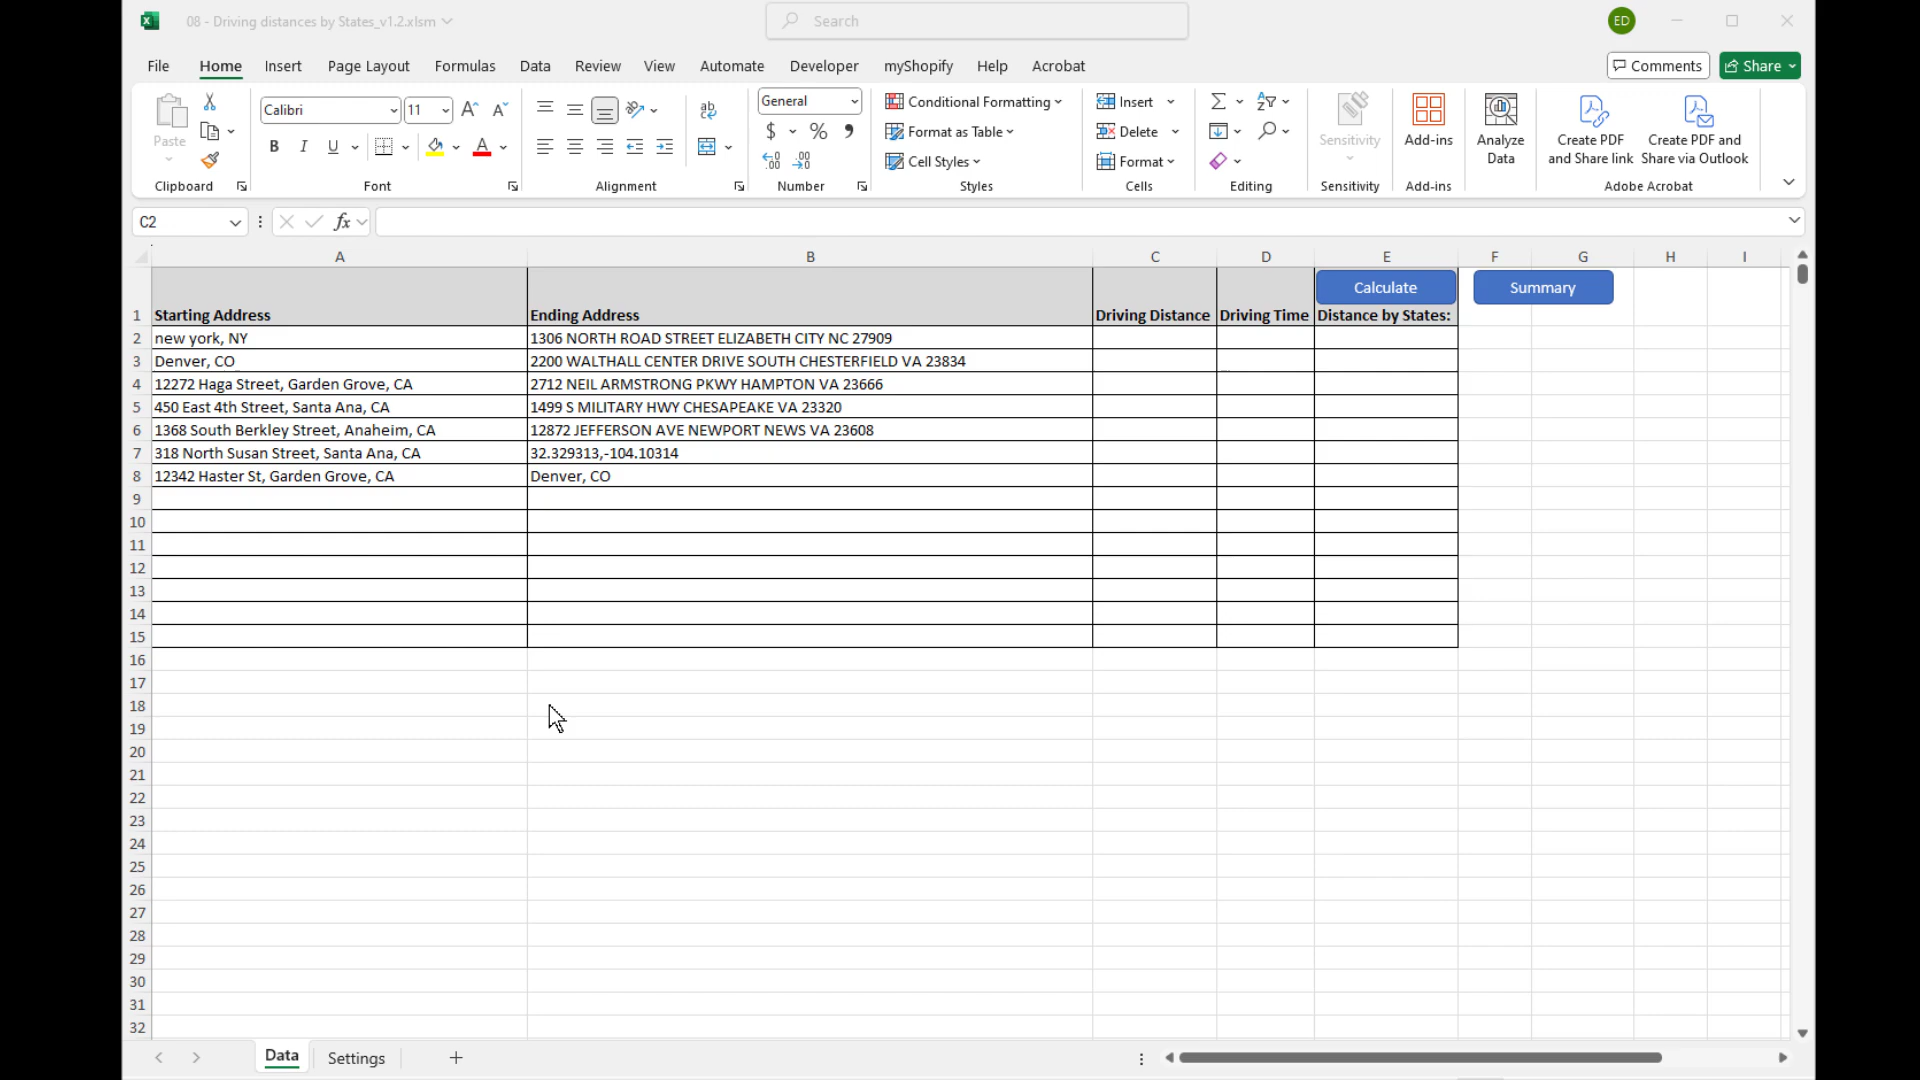 08 - Driving distances by States_v1.2.xlsm
Search
ED
File Home Insert Page Layout Formulas Data Review View Automate Developer myShopify Help Acrobat
Comments
Share
Paste
Clipboard
Calibri 11
B I U
A
Font
ab
Alignment
General
$ %
Number
Conditional Formatting
Format as Table
Cell Styles
Styles
Insert
Delete
Format
Cells
Editing
Sensitivity
Sensitivity
Add-ins
Add-ins
Analyze
Data
Create PDF
and Share link
Create PDF and
Share via Outlook
Adobe Acrobat
C2
fx
A B C D E F G H I
Calculate
Summary
1 Starting Address Ending Address Driving Distance Driving Time Distance by States:
2 new york, NY 1306 NORTH ROAD STREET ELIZABETH CITY NC 27909
3 Denver, CO 2200 WALTHALL CENTER DRIVE SOUTH CHESTERFIELD VA 23834
4 12272 Haga Street, Garden Grove, CA 2712 NEIL ARMSTRONG PKWY HAMPTON VA 23666
5 450 East 4th Street, Santa Ana, CA 1499 S MILITARY HWY CHESAPEAKE VA 23320
6 1368 South Berkley Street, Anaheim, CA 12872 JEFFERSON AVE NEWPORT NEWS VA 23608
7 318 North Susan Street, Santa Ana, CA 32.329313,-104.10314
8 12342 Haster St, Garden Grove, CA Denver, CO
9
10
11
12
13
14
15
16
17
18
19
20
21
22
23
24
25
26
27
28
29
30
31
32
Data Settings